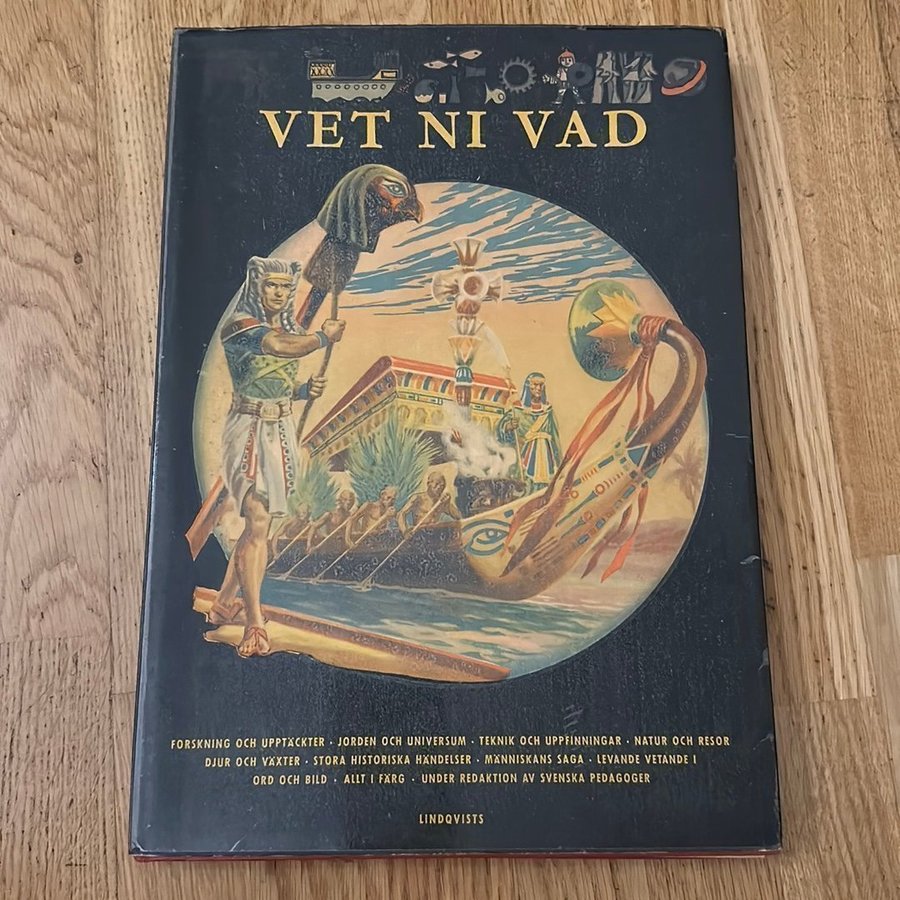 VET NI VAD
FORSKNING OCH UPPTÄCKTER · JORDEN OCH UNIVERSUM · TEKNIK OCH UPPFINNINGAR · NATUR OCH RESOR
DJUR OCH VÄXTER · STORA HISTORISKA HÄNDELSER · MÄNNISKANS SAGA · LEVANDE VETANDE I
ORD OCH BILD · ALLT I FÄRG · UNDER REDAKTION AV SVENSKA PEDAGOGER
LINDQVISTS